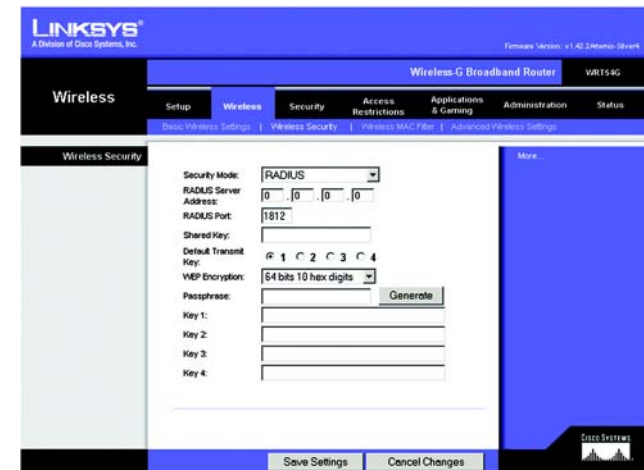 LINKSYS®
A Division of Cisco Systems, Inc.
Firmware Version: v1.42.2Artemis-Silver4
Wireless-G Broadband Router WRT54G
Wireless
Setup Wireless Security Access Restrictions Applications & Gaming Administration Status
Basic Wireless Settings | Wireless Security | Wireless MAC Filter | Advanced Wireless Settings
Wireless Security
More...
Security Mode: RADIUS
RADIUS Server Address: 0 . 0 . 0 . 0
RADIUS Port: 1812
Shared Key:
Default Transmit Key: 1 2 3 4
WEP Encryption: 64 bits 10 hex digits
Passphrase: Generate
Key 1:
Key 2:
Key 3:
Key 4:
Save Settings Cancel Changes
CISCO SYSTEMS